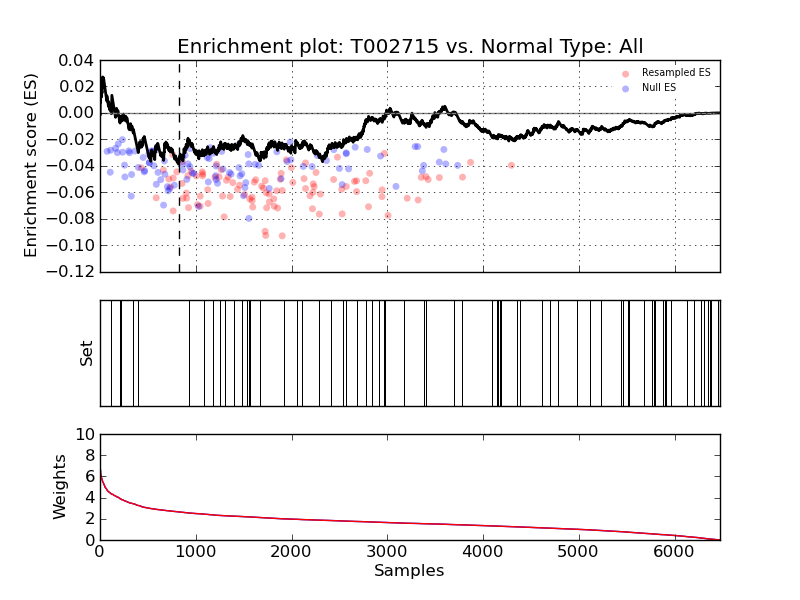 Enrichment plot: T002715 vs. Normal Type: All
Enrichment score (ES)
0.04
0.02
0.00
−0.02
−0.04
−0.06
−0.08
−0.10
−0.12
Resampled ES
Null ES
Set
Weights
10
8
6
4
2
0
0 1000 2000 3000 4000 5000 6000
Samples